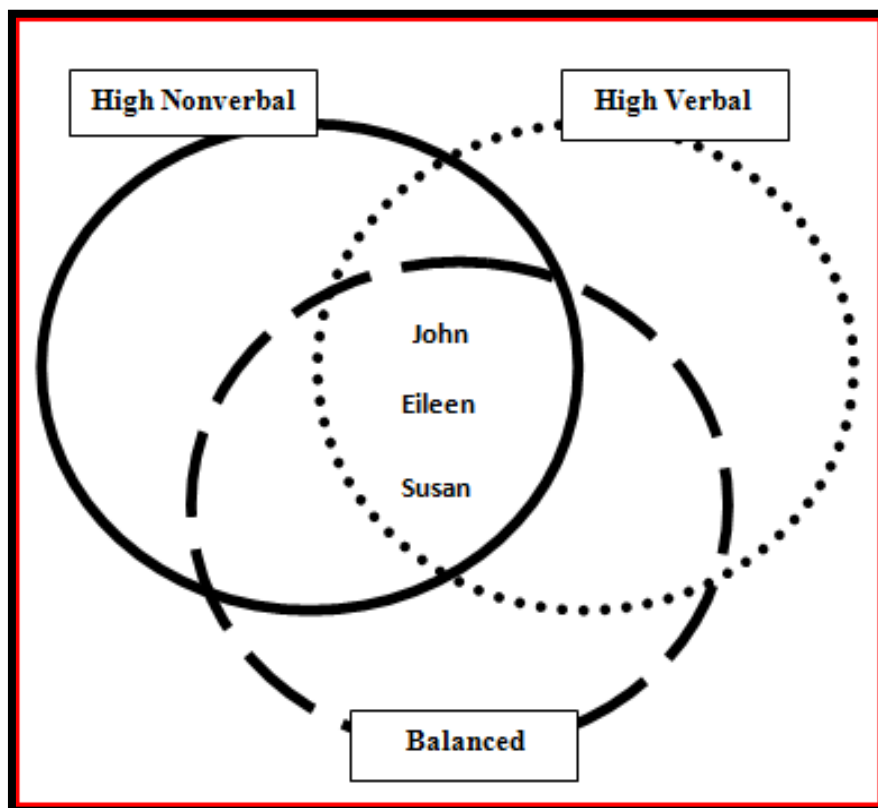 High Nonverbal
High Verbal
John
Eileen
Susan
Balanced